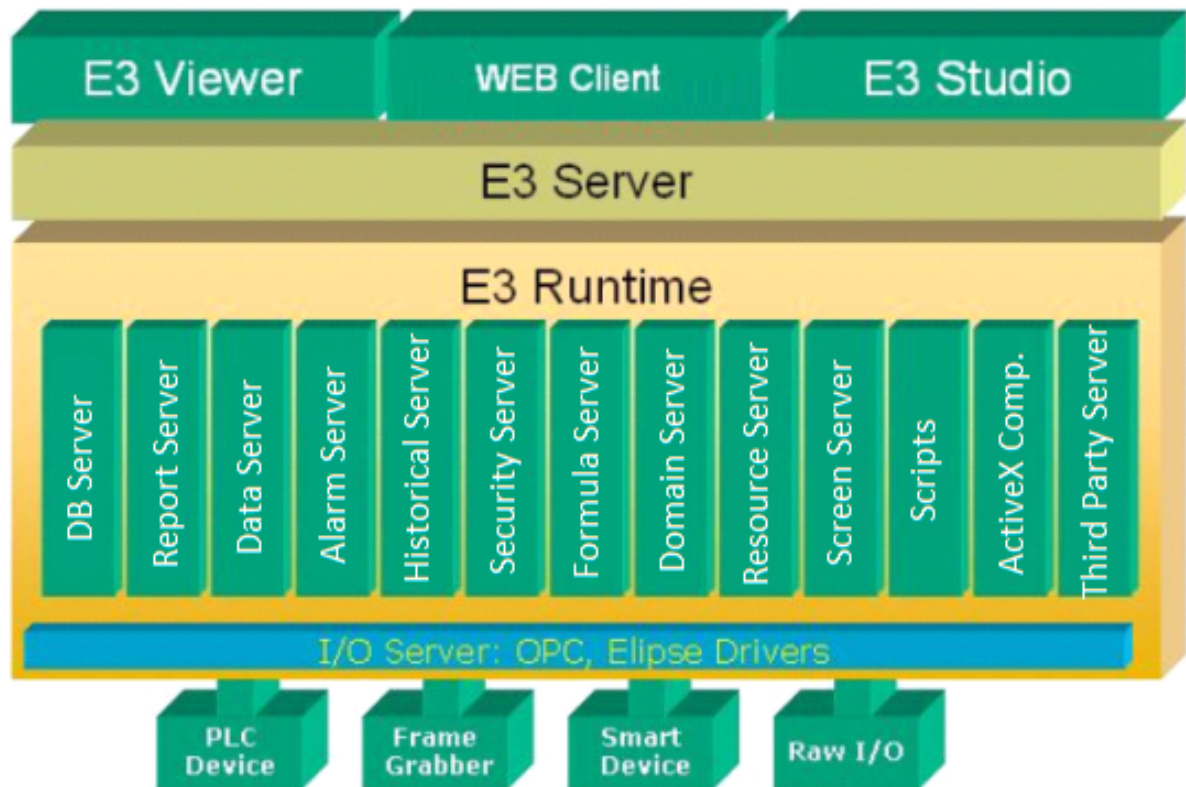 E3 Viewer
WEB Client
E3 Studio
E3 Server
E3 Runtime
DB Server
Report Server
Data Server
Alarm Server
Historical Server
Security Server
Formula Server
Domain Server
Resource Server
Screen Server
Scripts
ActiveX Comp.
Third Party Server
I/O Server: OPC, Elipse Drivers
PLC
Device
Frame
Grabber
Smart
Device
Raw I/O